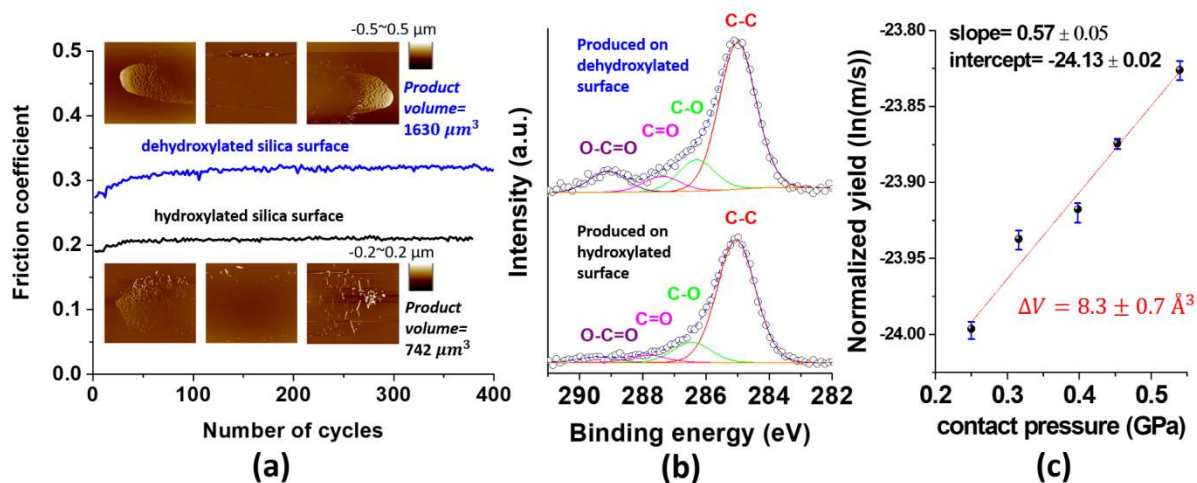 0.5
0.4
0.3
0.2
0.1
0.0
Friction coefficient
-0.5~0.5 μm
Product
volume=
1630 μm³
dehydroxylated silica surface
hydroxylated silica surface
-0.2~0.2 μm
Product
volume=
742 μm³
0 100 200 300 400
Number of cycles
(a)
Intensity (a.u.)
Produced on
dehydroxylated
surface
C-C
C-O
C=O
O-C=O
Produced on
hydroxylated
surface
C-C
C-O
C=O
O-C=O
290 288 286 284 282
Binding energy (eV)
(b)
Normalized yield (ln(m/s))
-23.80
-23.85
-23.90
-23.95
-24.00
slope= 0.57 ± 0.05
intercept= -24.13 ± 0.02
ΔV = 8.3 ± 0.7 Å³
0.2 0.3 0.4 0.5
contact pressure (GPa)
(c)